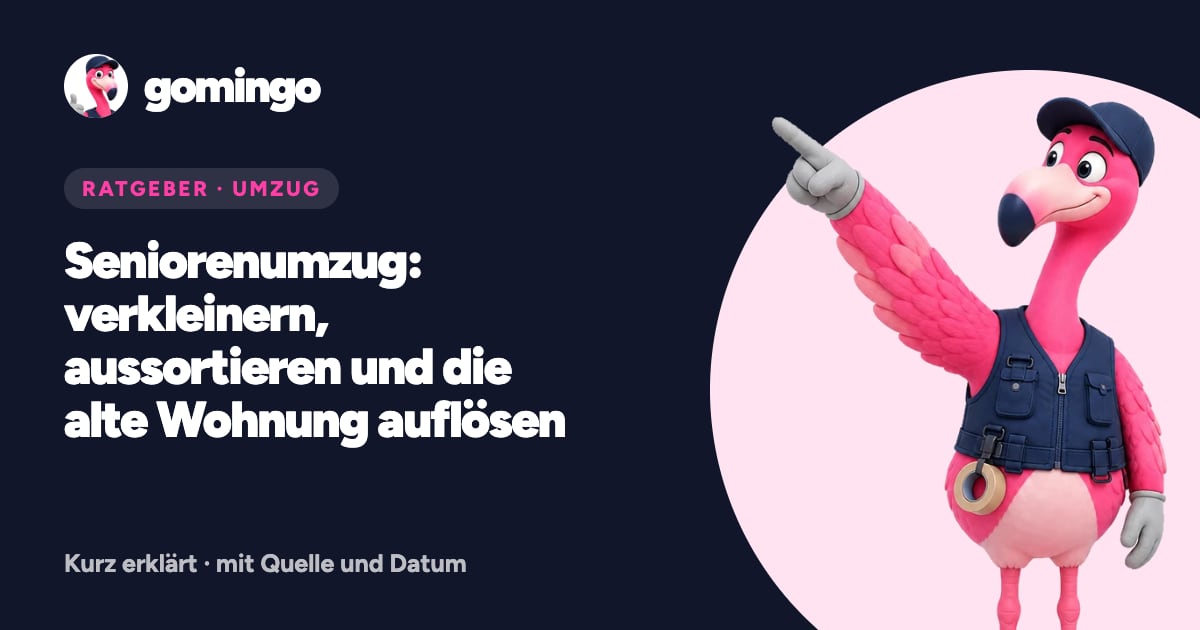 gomingo
RATGEBER · UMZUG
Seniorenumzug:
verkleinern,
aussortieren und die
alte Wohnung auflösen
Kurz erklärt · mit Quelle und Datum